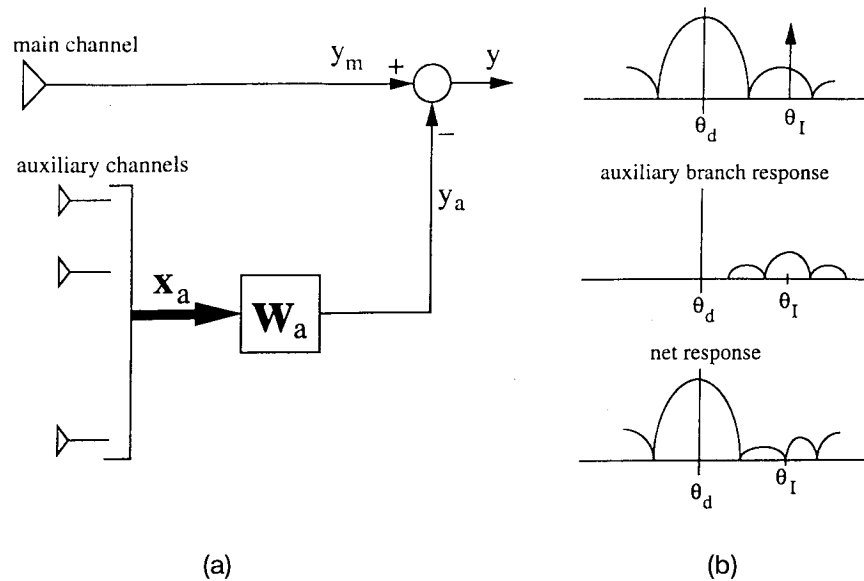 main channel
y_m
+
y
−
auxiliary channels
y_a
x_a
W_a
(a)
θ_d
θ_I
auxiliary branch response
θ_d
θ_I
net response
θ_d
θ_I
(b)